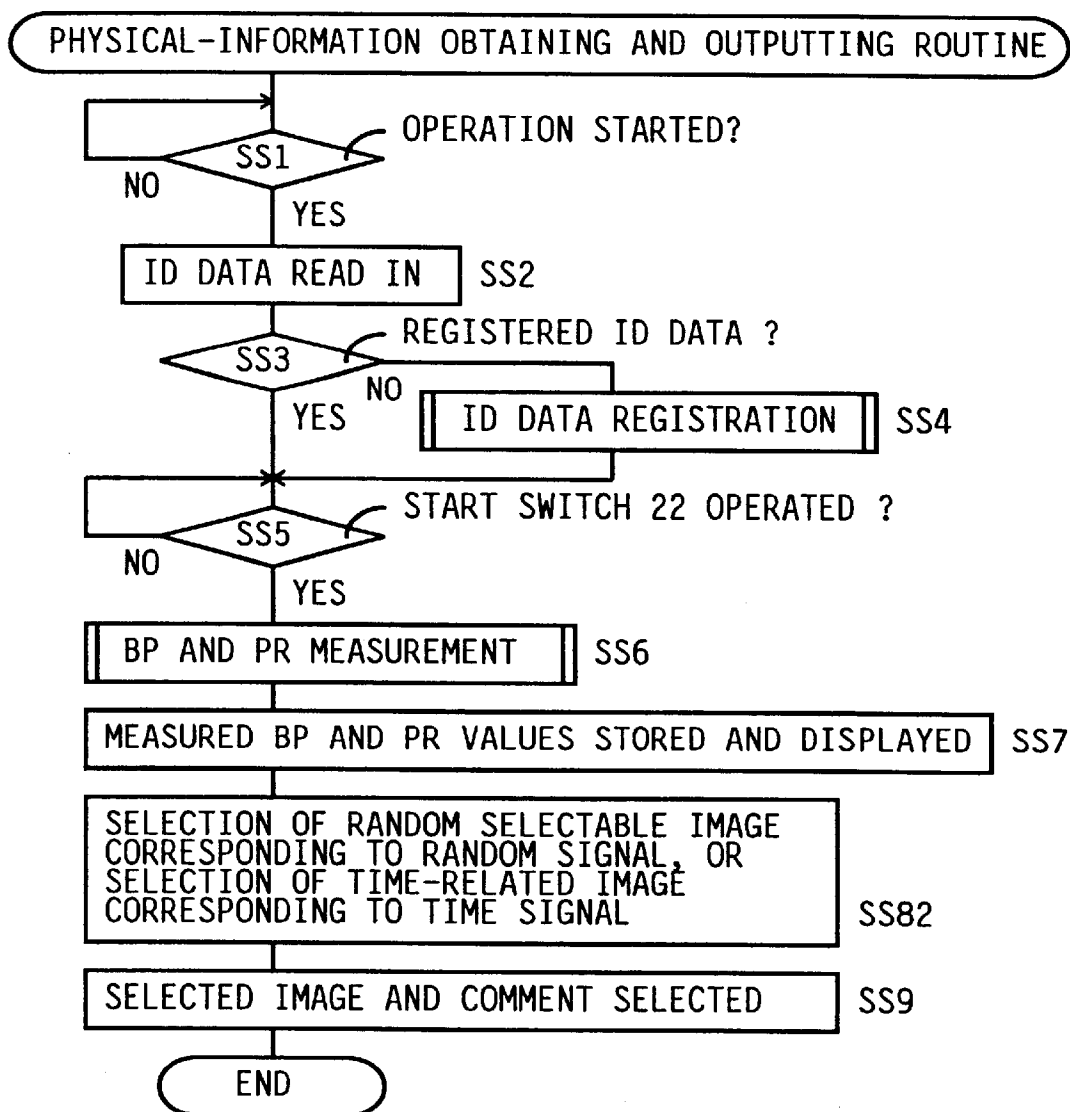 PHYSICAL-INFORMATION OBTAINING AND OUTPUTTING ROUTINE
OPERATION STARTED?
SS1
NO
YES
ID DATA READ IN
SS2
REGISTERED ID DATA ?
SS3
NO
YES
ID DATA REGISTRATION
SS4
START SWITCH 22 OPERATED ?
SS5
NO
YES
BP AND PR MEASUREMENT
SS6
MEASURED BP AND PR VALUES STORED AND DISPLAYED
SS7
SELECTION OF RANDOM SELECTABLE IMAGE
CORRESPONDING TO RANDOM SIGNAL, OR
SELECTION OF TIME-RELATED IMAGE
CORRESPONDING TO TIME SIGNAL
SS82
SELECTED IMAGE AND COMMENT SELECTED
SS9
END